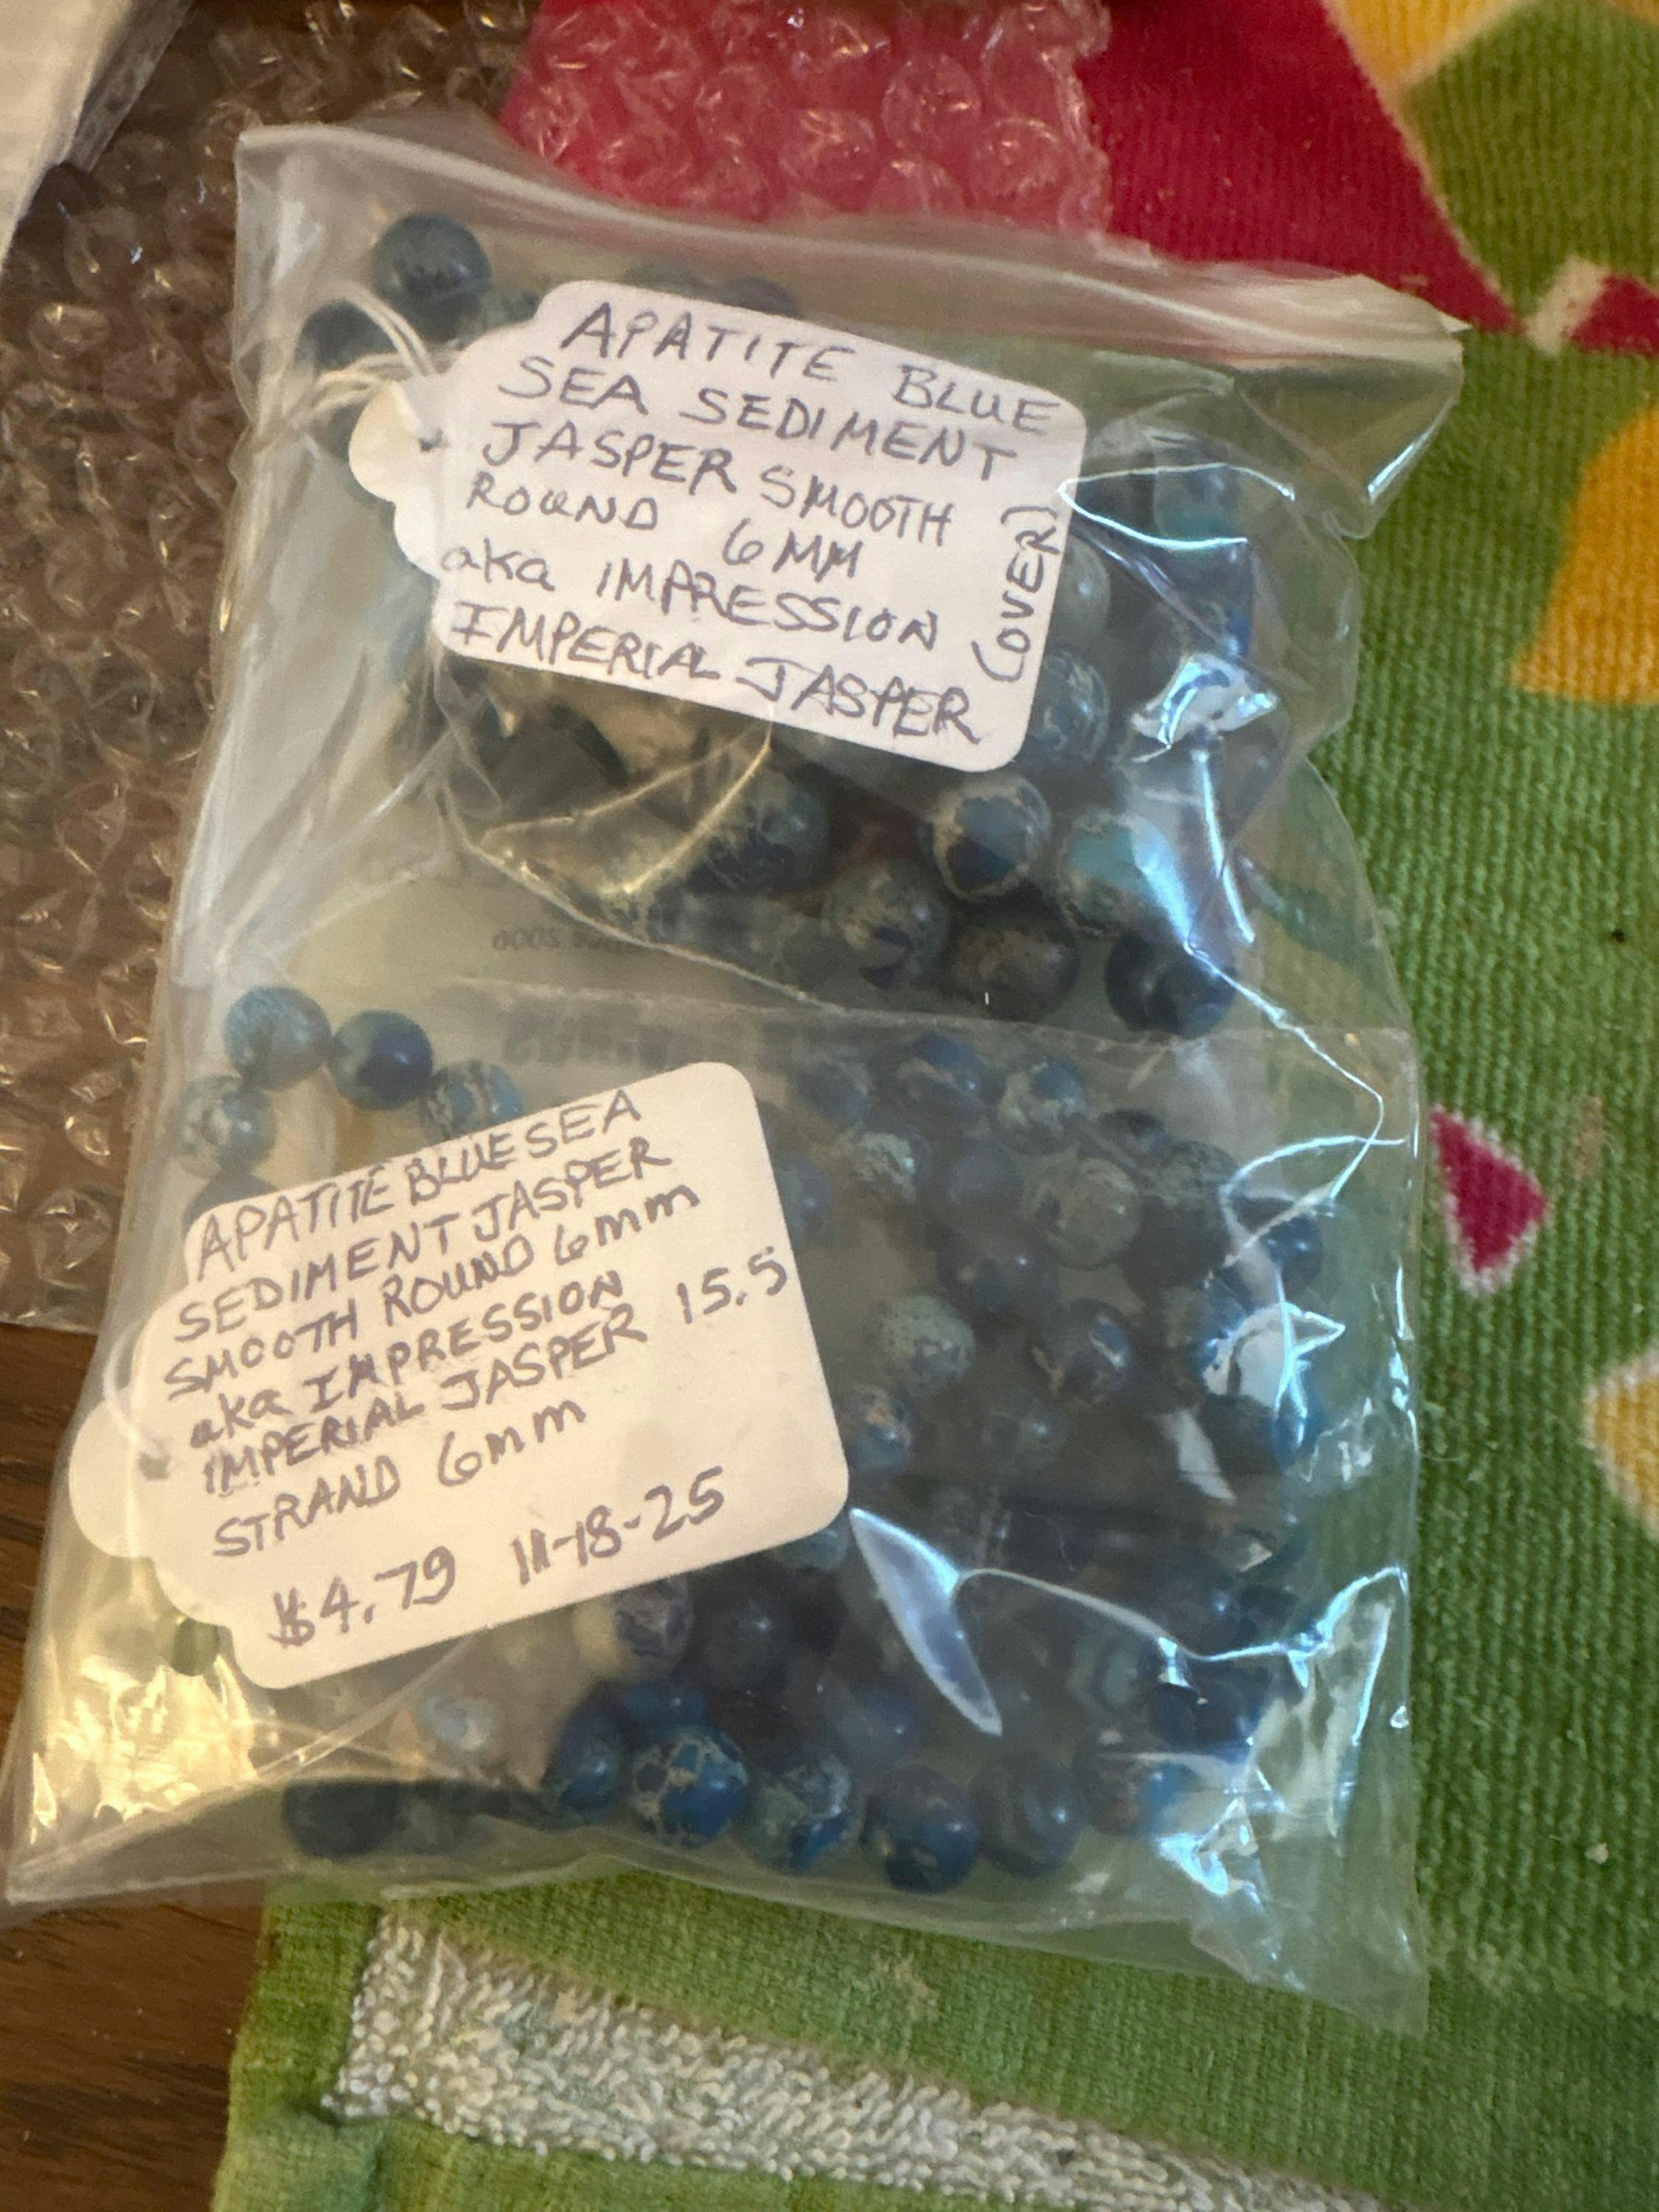 APATITE BLUE
SEA SEDIMENT
JASPER SMOOTH
ROUND 6MM
aka IMPRESSION
IMPERIAL JASPER
(OVER)
APATITE BLUE SEA
SEDIMENT JASPER
SMOOTH ROUND 6mm
aka IMPRESSION
IMPERIAL JASPER 15.5
STRAND 6mm
$4.79 11-18-25